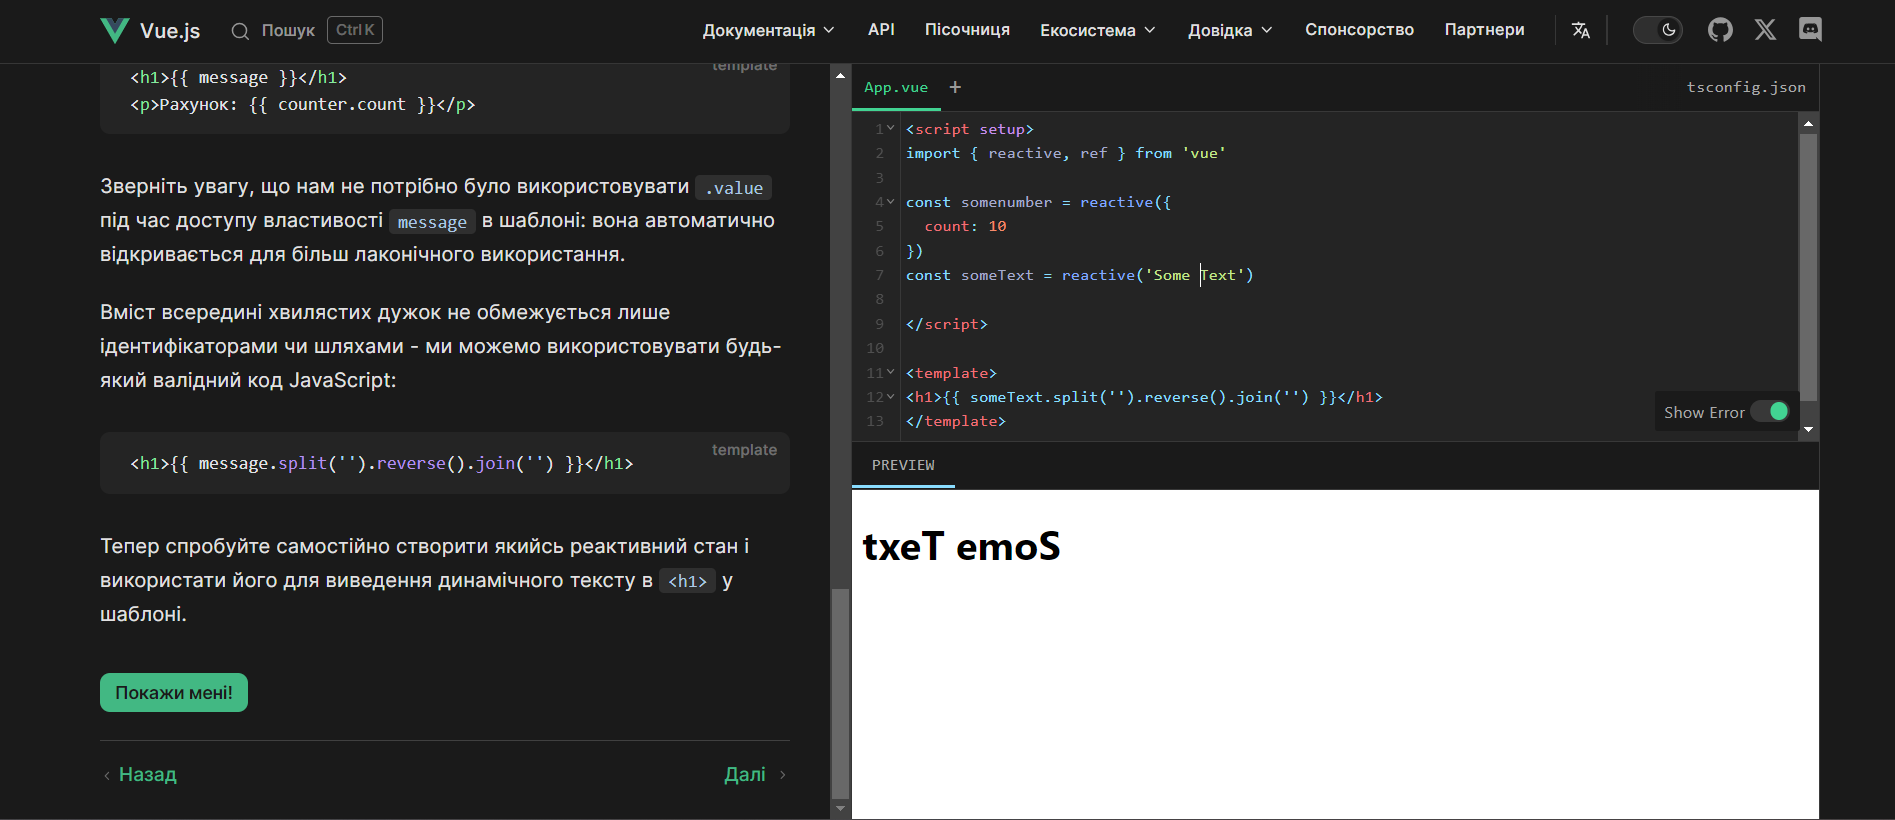 Vue.js Пошук Ctrl K Документація API Пісочниця Екосистема Довідка Спонсорство Партнери
template
<h1>{{ message }}</h1>
<p>Рахунок: {{ counter.count }}</p>
Зверніть увагу, що нам не потрібно було використовувати .value
під час доступу властивості message в шаблоні: вона автоматично
відкривається для більш лаконічного використання.
Вміст всередині хвилястих дужок не обмежується лише
ідентифікаторами чи шляхами - ми можемо використовувати будь-
який валідний код JavaScript:
template
<h1>{{ message.split('').reverse().join('') }}</h1>
Тепер спробуйте самостійно створити якийсь реактивний стан і
використати його для виведення динамічного тексту в <h1> у
шаблоні.
Покажи мені!
‹ Назад
Далі ›
App.vue + tsconfig.json
1 <script setup>
2 import { reactive, ref } from 'vue'
3
4 const somenumber = reactive({
5 count: 10
6 })
7 const someText = reactive('Some Text')
8
9 </script>
10
11 <template>
12 <h1>{{ someText.split('').reverse().join('') }}</h1>
13 </template>
Show Error
PREVIEW
txeT emoS